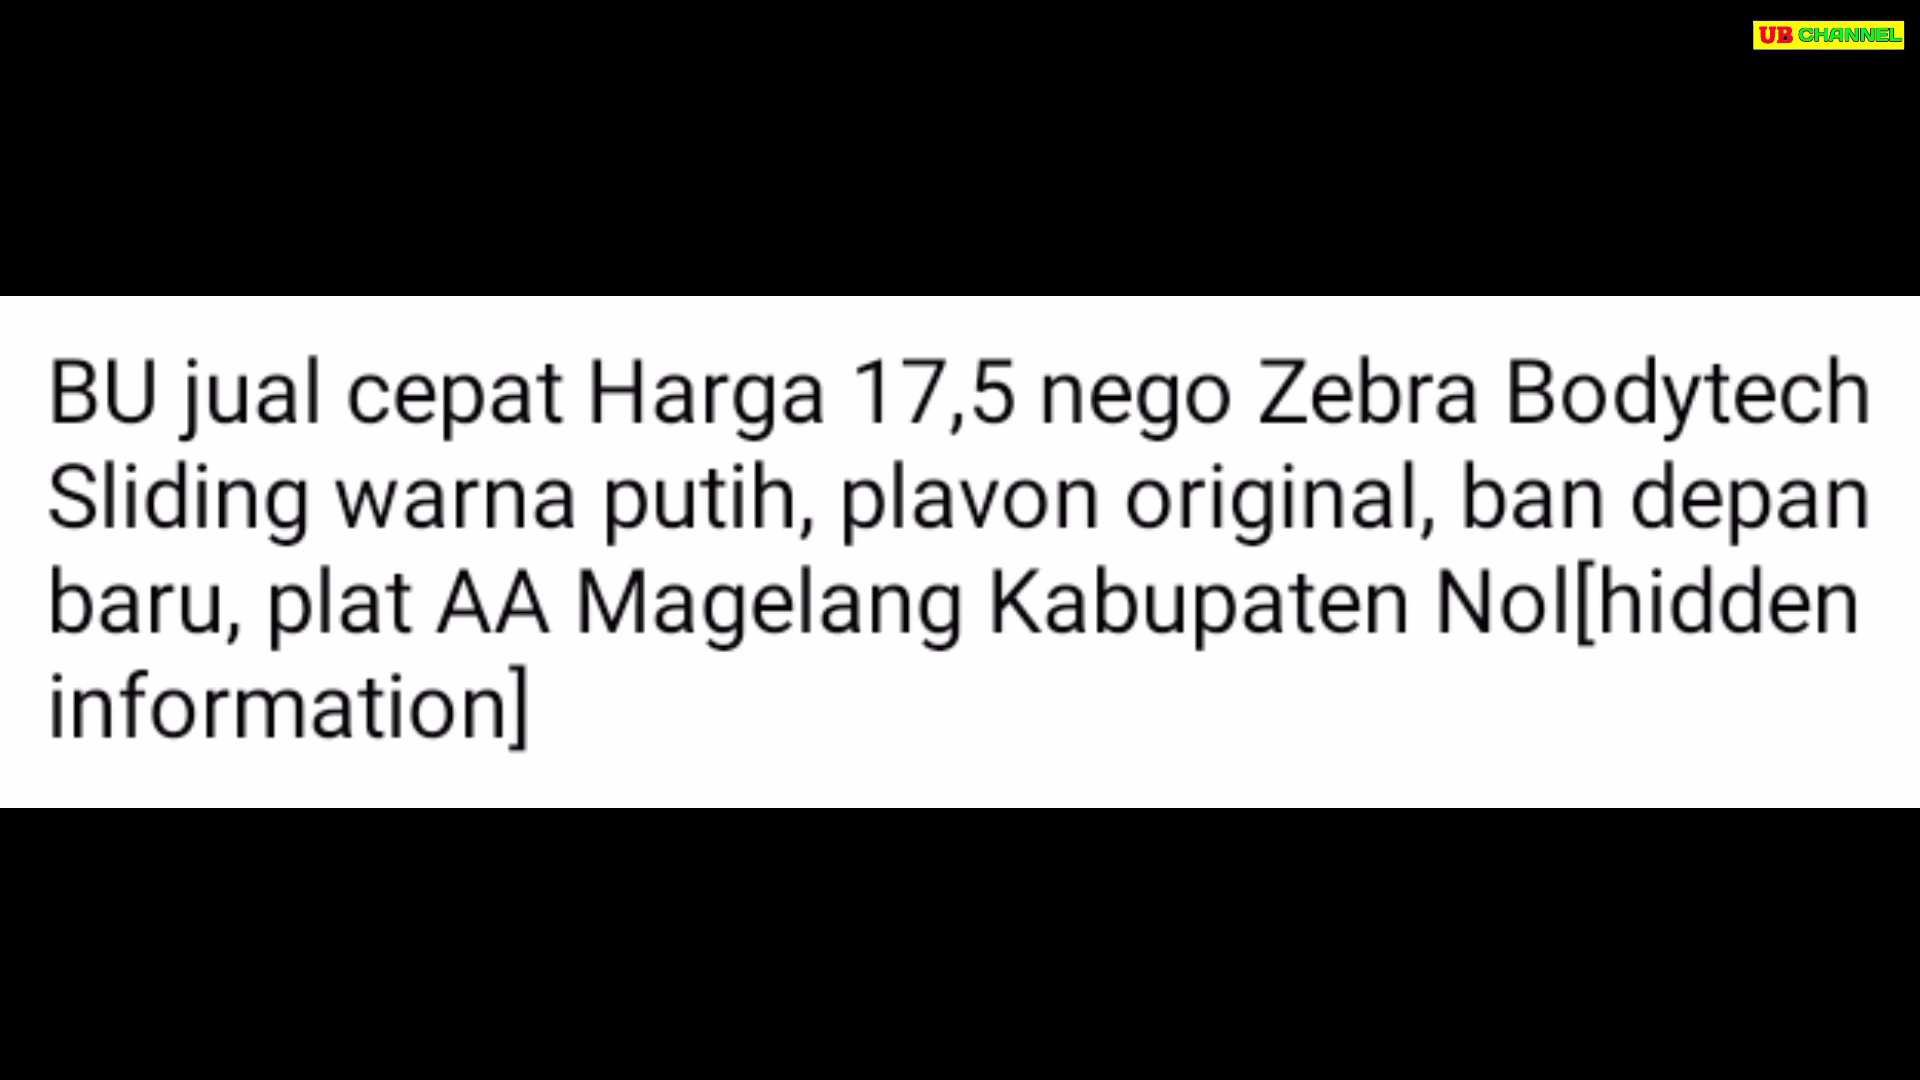 UB CHANNEL
BU jual cepat Harga 17,5 nego Zebra Bodytech
Sliding warna putih, plavon original, ban depan
baru, plat AA Magelang Kabupaten Nol[hidden
information]